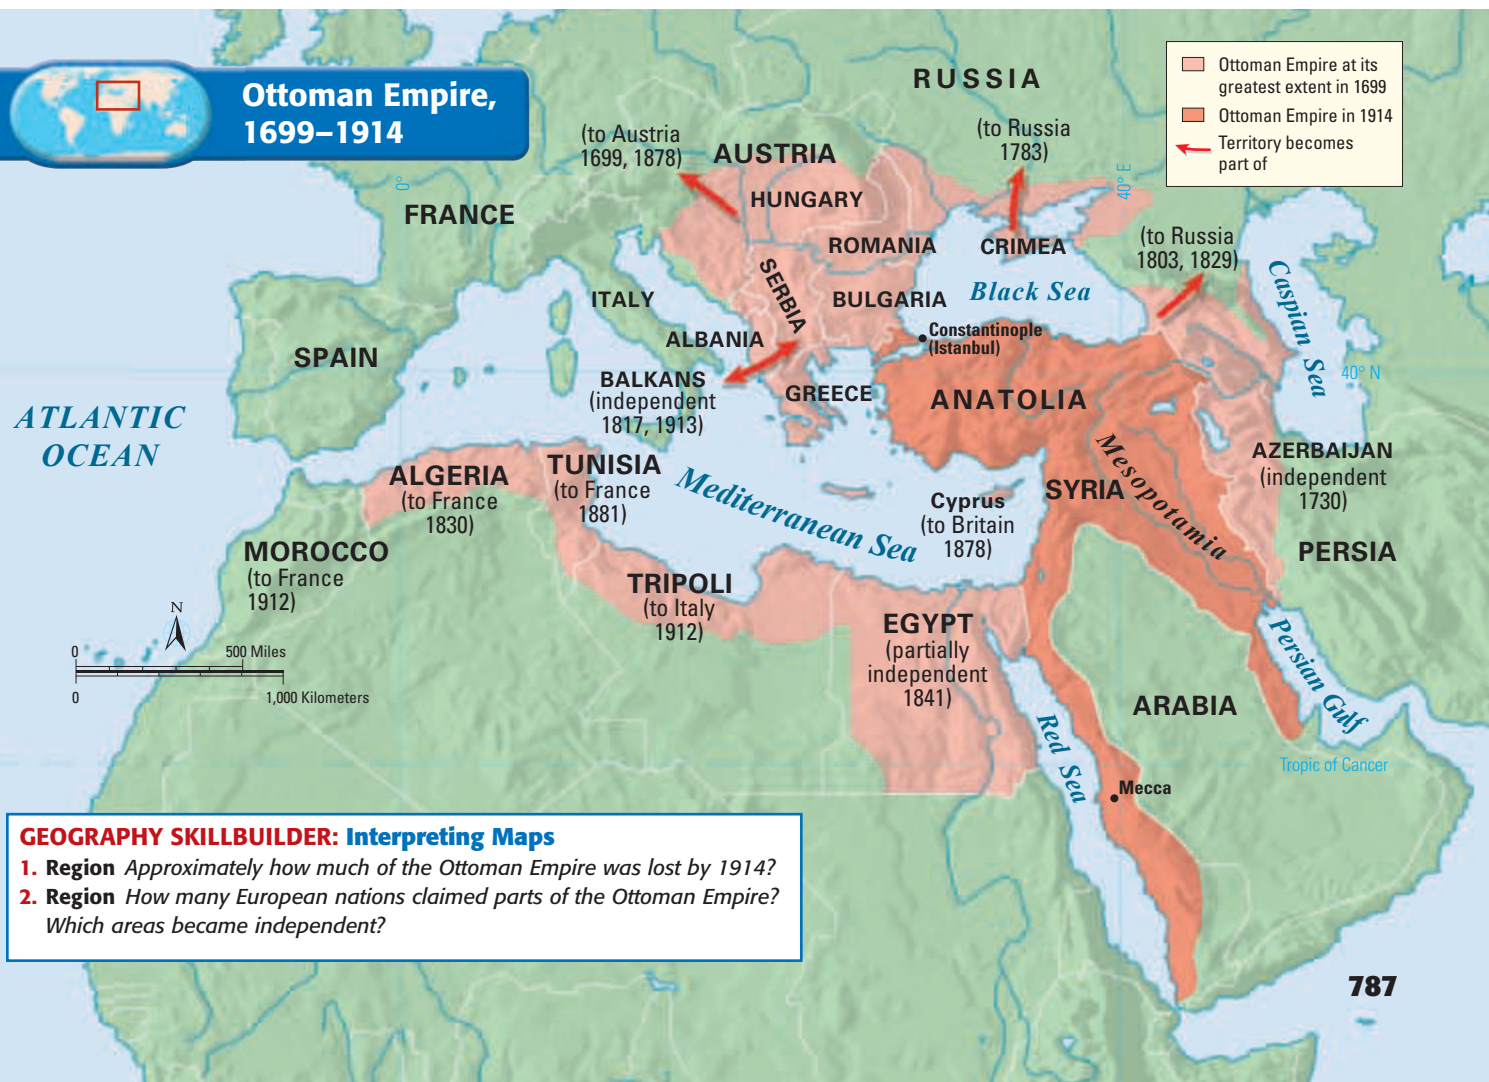 Ottoman Empire,
1699–1914
RUSSIA
Ottoman Empire at its
greatest extent in 1699
Ottoman Empire in 1914
Territory becomes
part of
(to Austria
1699, 1878)
AUSTRIA
(to Russia
1783)
40° E
0°
FRANCE
HUNGARY
ROMANIA
CRIMEA
(to Russia
1803, 1829)
SERBIA
ITALY
BULGARIA
Black Sea
Caspian Sea
ALBANIA
Constantinople
(Istanbul)
SPAIN
40° N
BALKANS
(independent
1817, 1913)
GREECE
ANATOLIA
ATLANTIC
OCEAN
ALGERIA
(to France
1830)
TUNISIA
(to France
1881)
Mediterranean Sea
Cyprus
(to Britain
1878)
SYRIA
Mesopotamia
AZERBAIJAN
(independent
1730)
PERSIA
MOROCCO
(to France
1912)
TRIPOLI
(to Italy
1912)
EGYPT
(partially
independent
1841)
Persian Gulf
N
0
500 Miles
0
1,000 Kilometers
ARABIA
Red Sea
Tropic of Cancer
Mecca
GEOGRAPHY SKILLBUILDER: Interpreting Maps
1. Region Approximately how much of the Ottoman Empire was lost by 1914?
2. Region How many European nations claimed parts of the Ottoman Empire?
Which areas became independent?
787